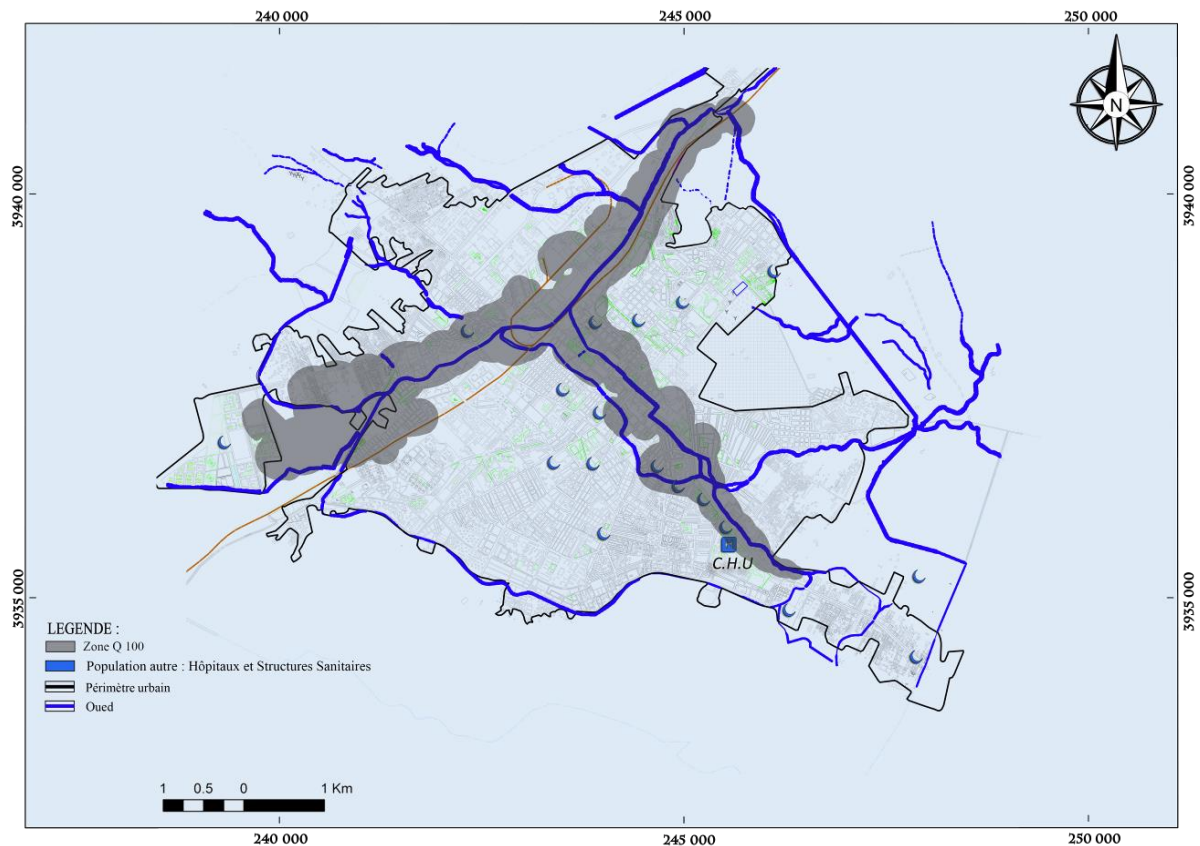 240 000
245 000
250 000
N
3940 000
3940 000
C.H.U
3935 000
3935 000
LEGENDE :
Zone Q 100
Population autre : Hôpitaux et Structures Sanitaires
Périmètre urbain
Oued
1 0.5 0 1 Km
240 000
245 000
250 000